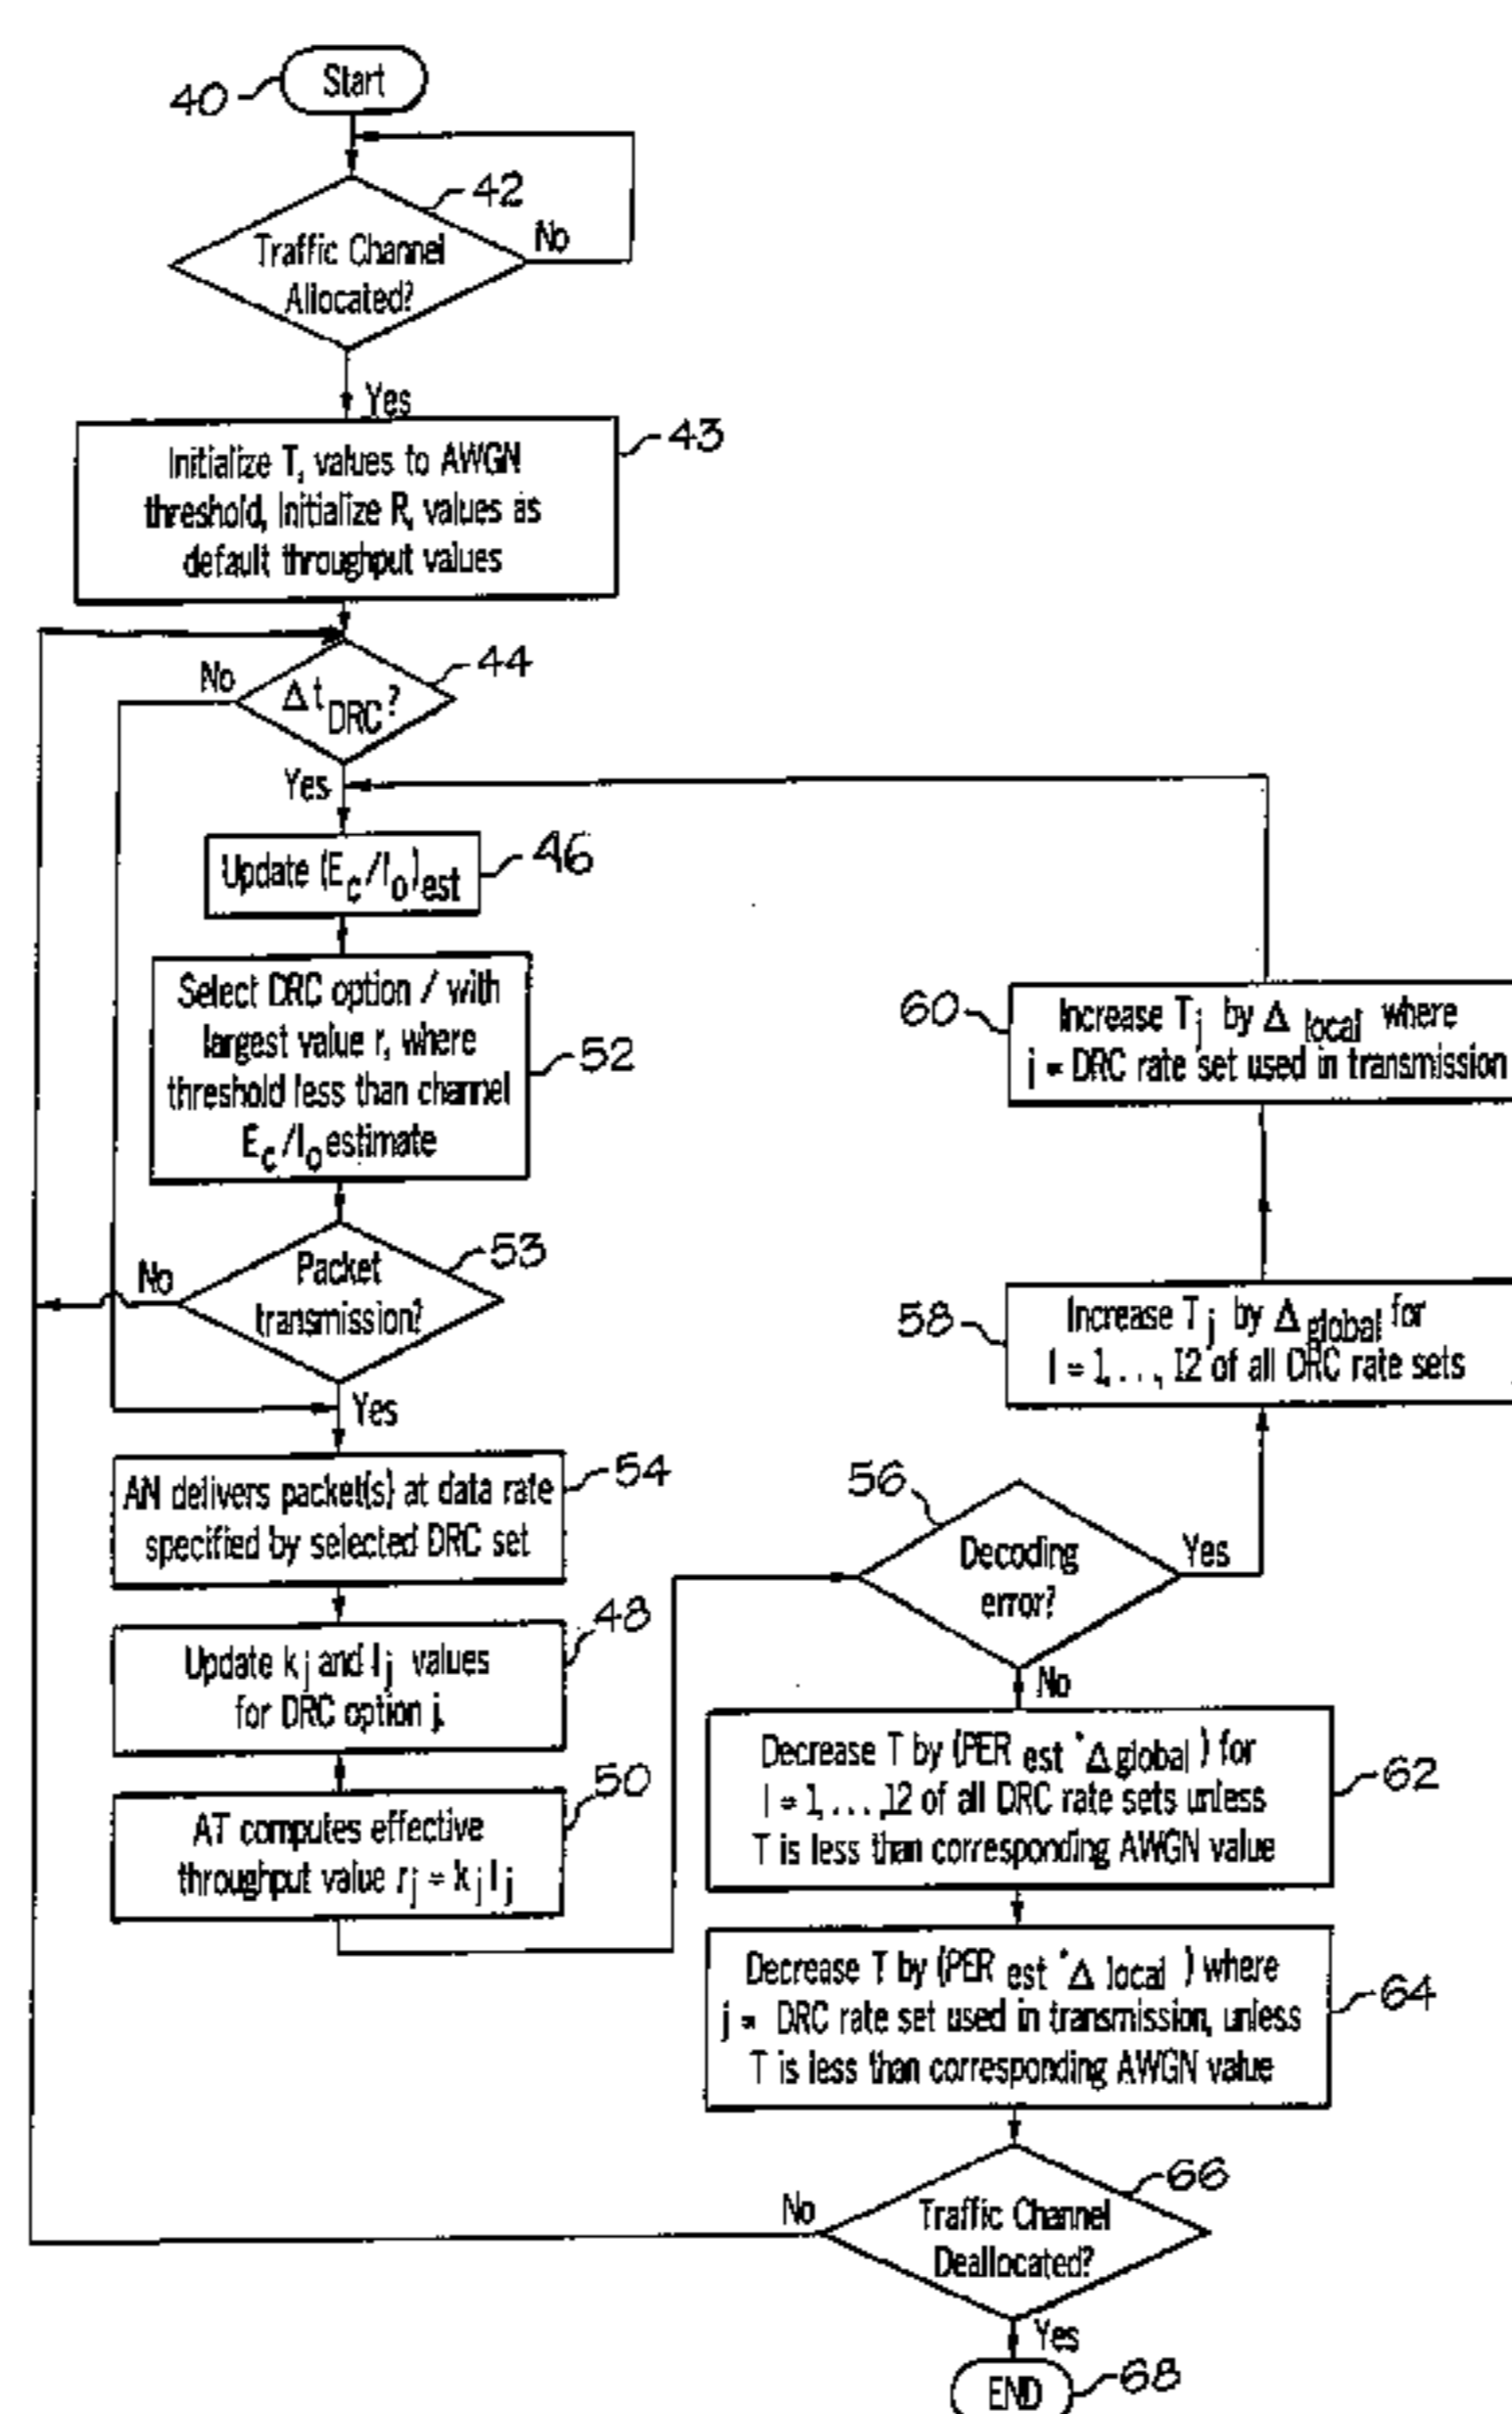 Start
40
42
Traffic Channel
Allocated?
No
Yes
43
Initialize T, values to AWGN
threshold, Initialize R, values as
default throughput values
44
No
Δ t DRC ?
Yes
46
Update (Ec/Io)est
Select DRC option / with
largest value r, where
threshold less than channel
Ec/Io estimate
52
53
Packet
transmission?
No
Yes
54
AN delivers packet(s) at data rate
specified by selected DRC set
48
Update kj and lj values
for DRC option j.
50
AT computes effective
throughput value rj = kj lj
60
Increase Tj by Δ local where
j = DRC rate set used in transmission
58
Increase Tj by Δ global for
I = 1, . . . , 12 of all DRC rate sets
56
Decoding
error?
Yes
No
62
Decrease T by (PER est * Δ global ) for
I = 1, . . . ,12 of all DRC rate sets unless
T is less than corresponding AWGN value
64
Decrease T by (PER est * Δ local ) where
j = DRC rate set used in transmission, unless
T is less than corresponding AWGN value
66
Traffic Channel
Deallocated?
No
Yes
END
68